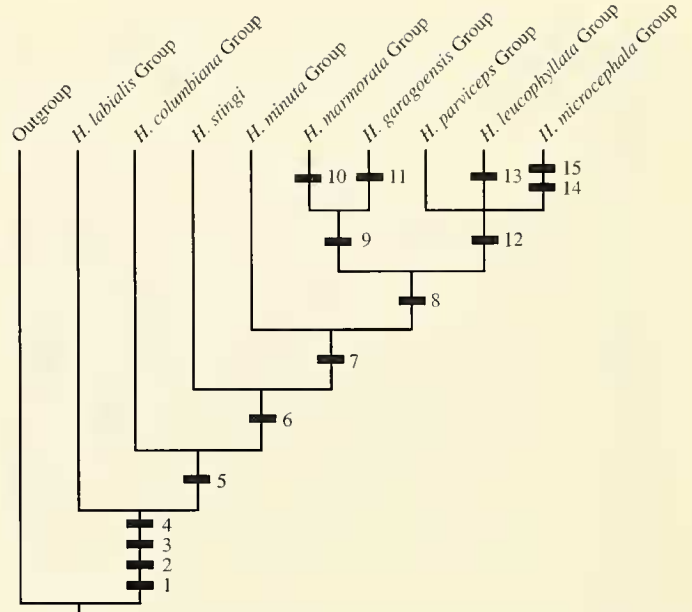 Outgroup
H. labialis Group
H. columbiana Group
H. stingi
H. minuta Group
H. marmorata Group
H. garagoensis Group
H. parviceps Group
H. leucophyllata Group
H. microcephala Group
10
11
13
15
14
9
12
8
7
6
5
4
3
2
1